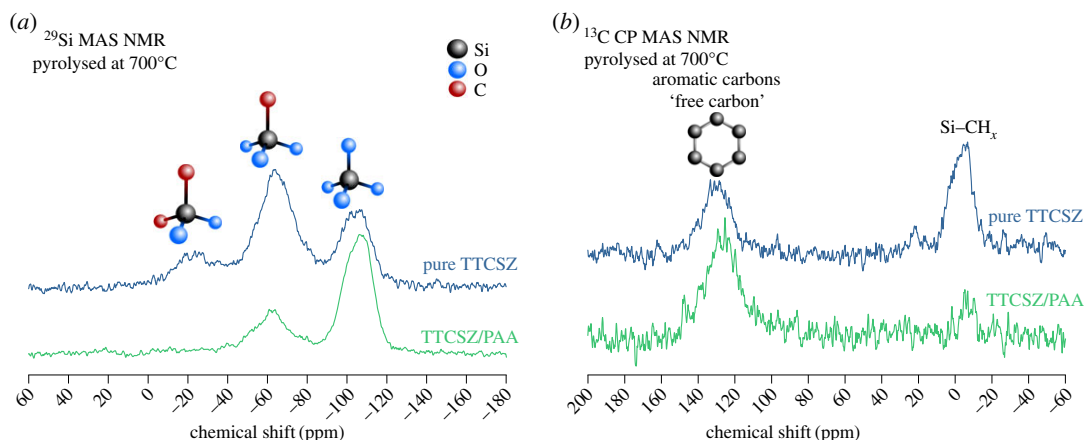 (a)
²⁹Si MAS NMR
pyrolysed at 700°C
Si
O
C
pure TTCSZ
TTCSZ/PAA
60 40 20 0 –20 –40 –60 –80 –100 –120 –140 –160 –180
chemical shift (ppm)
(b)
¹³C CP MAS NMR
pyrolysed at 700°C
aromatic carbons
‘free carbon’
Si–CHₓ
pure TTCSZ
TTCSZ/PAA
200 180 160 140 120 100 80 60 40 20 0 –20 –40 –60
chemical shift (ppm)